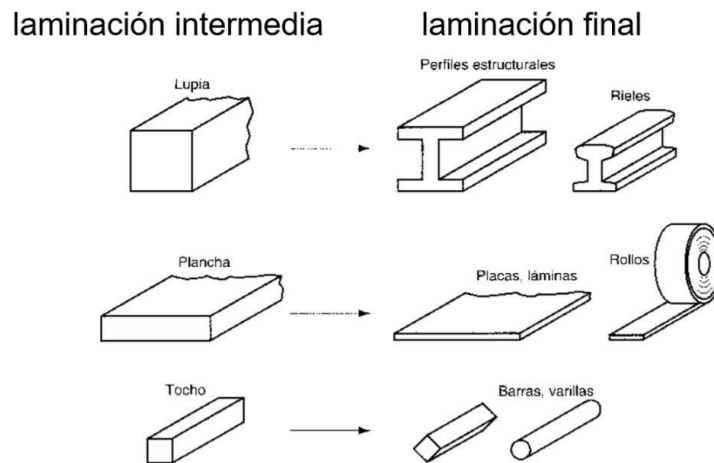 laminación intermedia
laminación final
Lupia
Perfiles estructurales
Rieles
Plancha
Placas, láminas
Rollos
Tocho
Barras, varillas